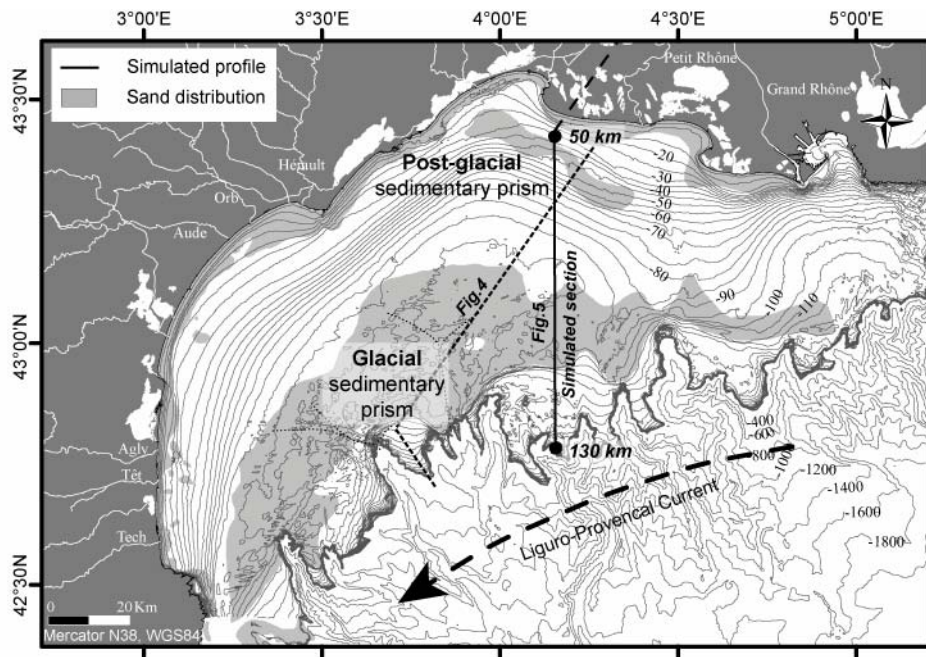 3°00'E
3°30'E
4°00'E
4°30'E
5°00'E
Simulated profile
Sand distribution
Petit Rhône
Grand Rhône
N
43°30'N
43°00'N
42°30'N
50 km
Post-glacial
sedimentary prism
Hérault
Orb
Aude
-20
-30
-40
-50
-60
-70
-80
-90
-100
-110
Fig.4
Fig.5
Simulated section
Glacial
sedimentary
prism
130 km
-400
-600
-800
-1000
-1200
-1400
-1600
-1800
Agly
Têt
Tech
Liguro-Provencal Current
0 20 Km
Mercator N38, WGS84